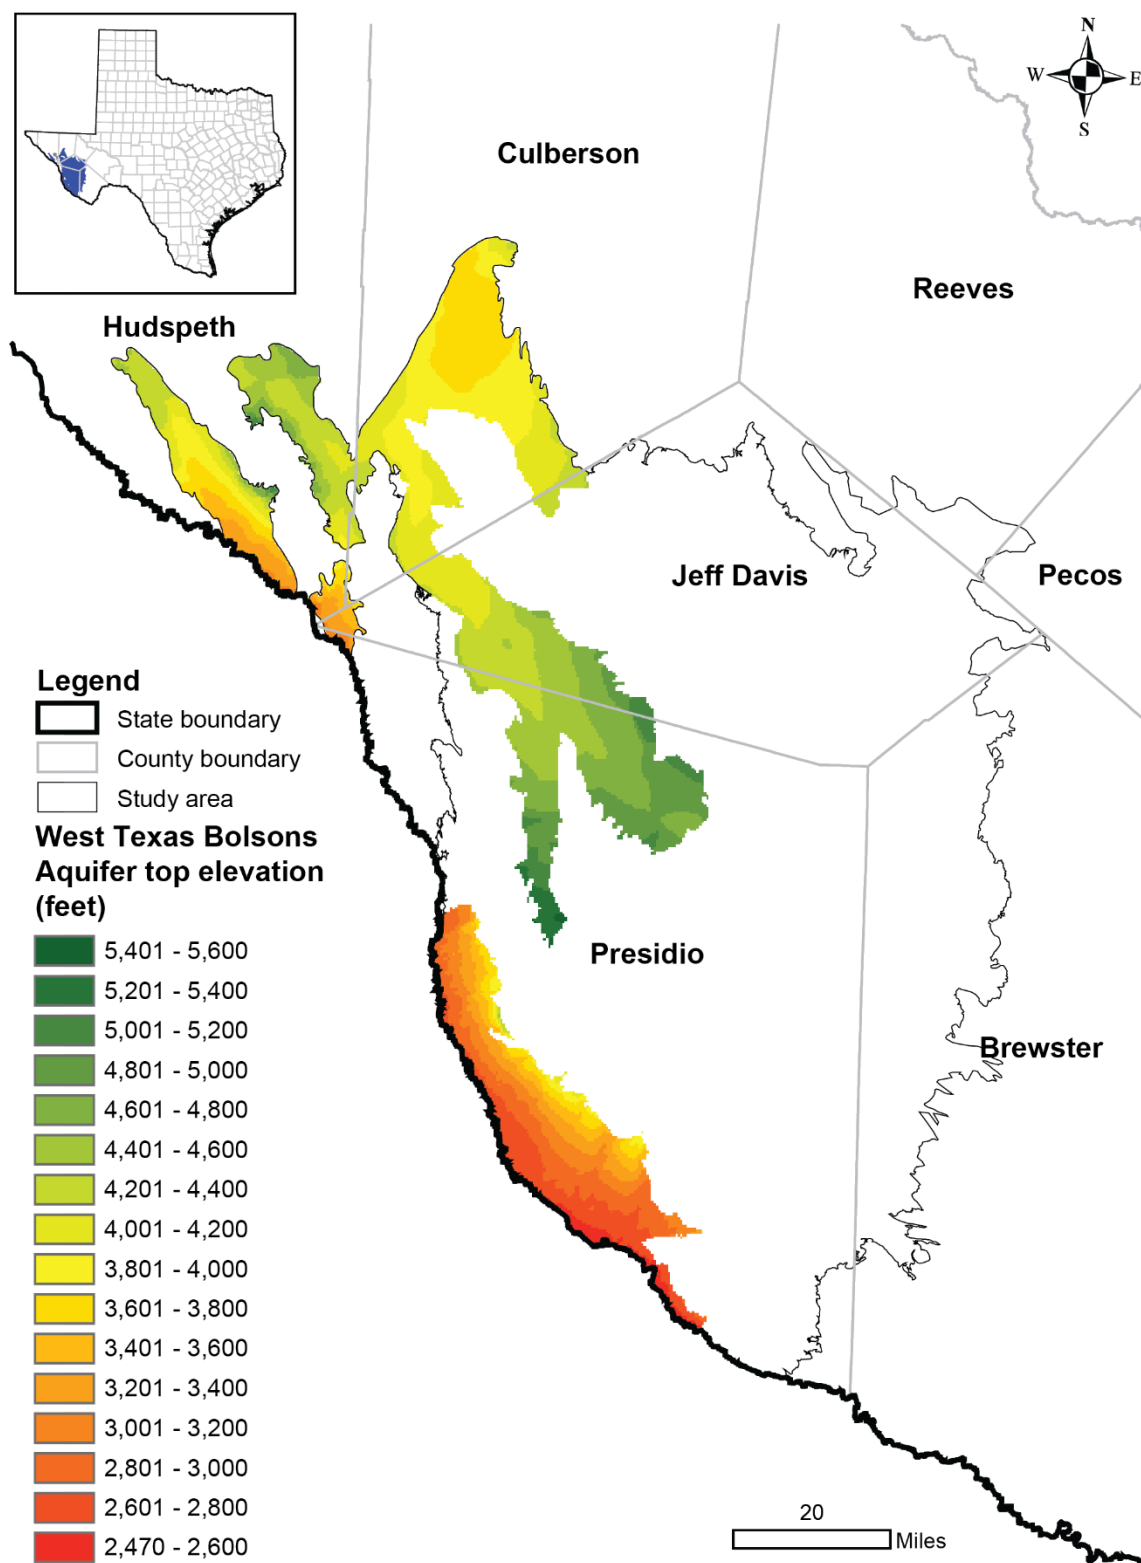 N
W
E
S
Culberson
Reeves
Hudspeth
Jeff Davis
Pecos
Presidio
Brewster
Legend
State boundary
County boundary
Study area
West Texas Bolsons
Aquifer top elevation
(feet)
5,401 - 5,600
5,201 - 5,400
5,001 - 5,200
4,801 - 5,000
4,601 - 4,800
4,401 - 4,600
4,201 - 4,400
4,001 - 4,200
3,801 - 4,000
3,601 - 3,800
3,401 - 3,600
3,201 - 3,400
3,001 - 3,200
2,801 - 3,000
2,601 - 2,800
2,470 - 2,600
20
Miles